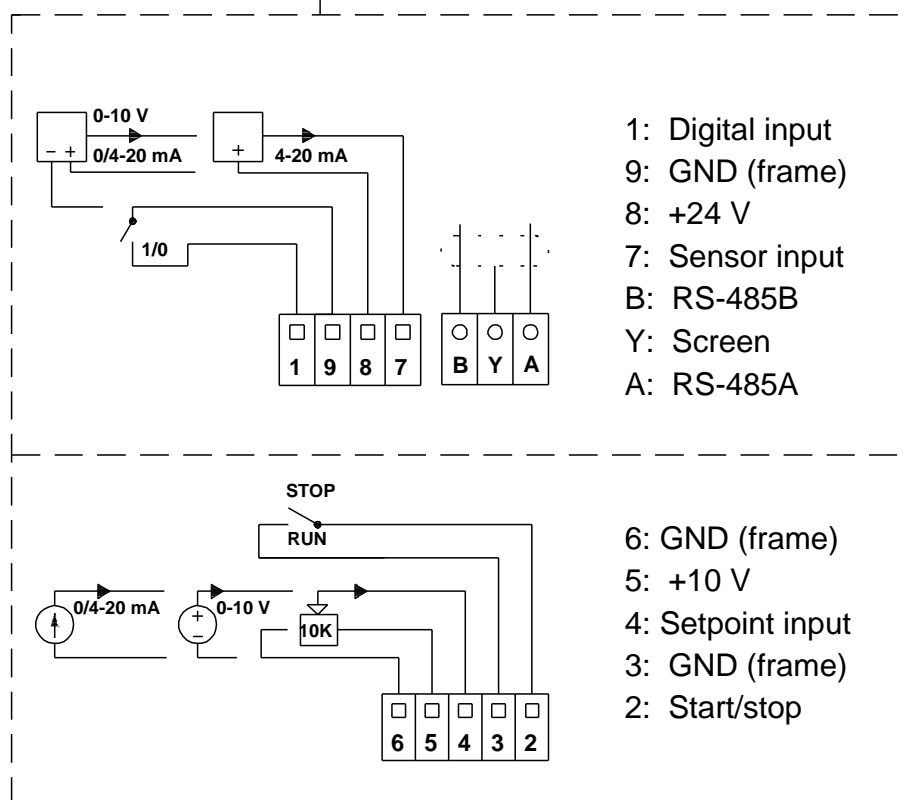 0-10 V
- +
0/4-20 mA
+
4-20 mA
1/0
1 9 8 7
B Y A
1: Digital input
9: GND (frame)
8: +24 V
7: Sensor input
B: RS-485B
Y: Screen
A: RS-485A
STOP
RUN
0/4-20 mA
+
-
0-10 V
10K
6 5 4 3 2
6: GND (frame)
5: +10 V
4: Setpoint input
3: GND (frame)
2: Start/stop